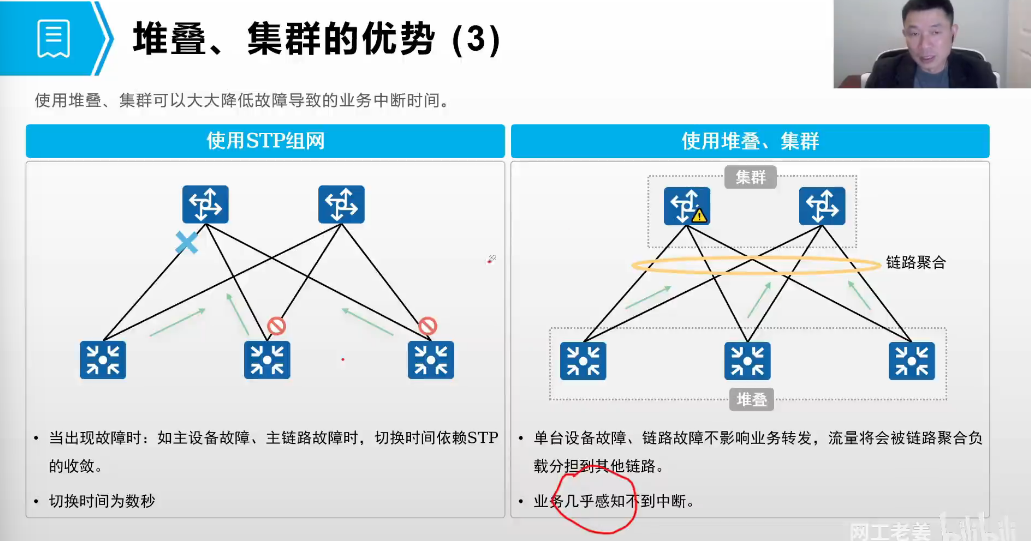 堆叠、集群的优势 (3)
使用堆叠、集群可以大大降低故障导致的业务中断时间。
使用STP组网
使用堆叠、集群
集群
链路聚合
堆叠
• 当出现故障时：如主设备故障、主链路故障时，切换时间依赖STP
的收敛。
• 切换时间为数秒
• 单台设备故障、链路故障不影响业务转发，流量将会被链路聚合负
载分担到其他链路。
• 业务几乎感知不到中断。
网工老姜 bilibili